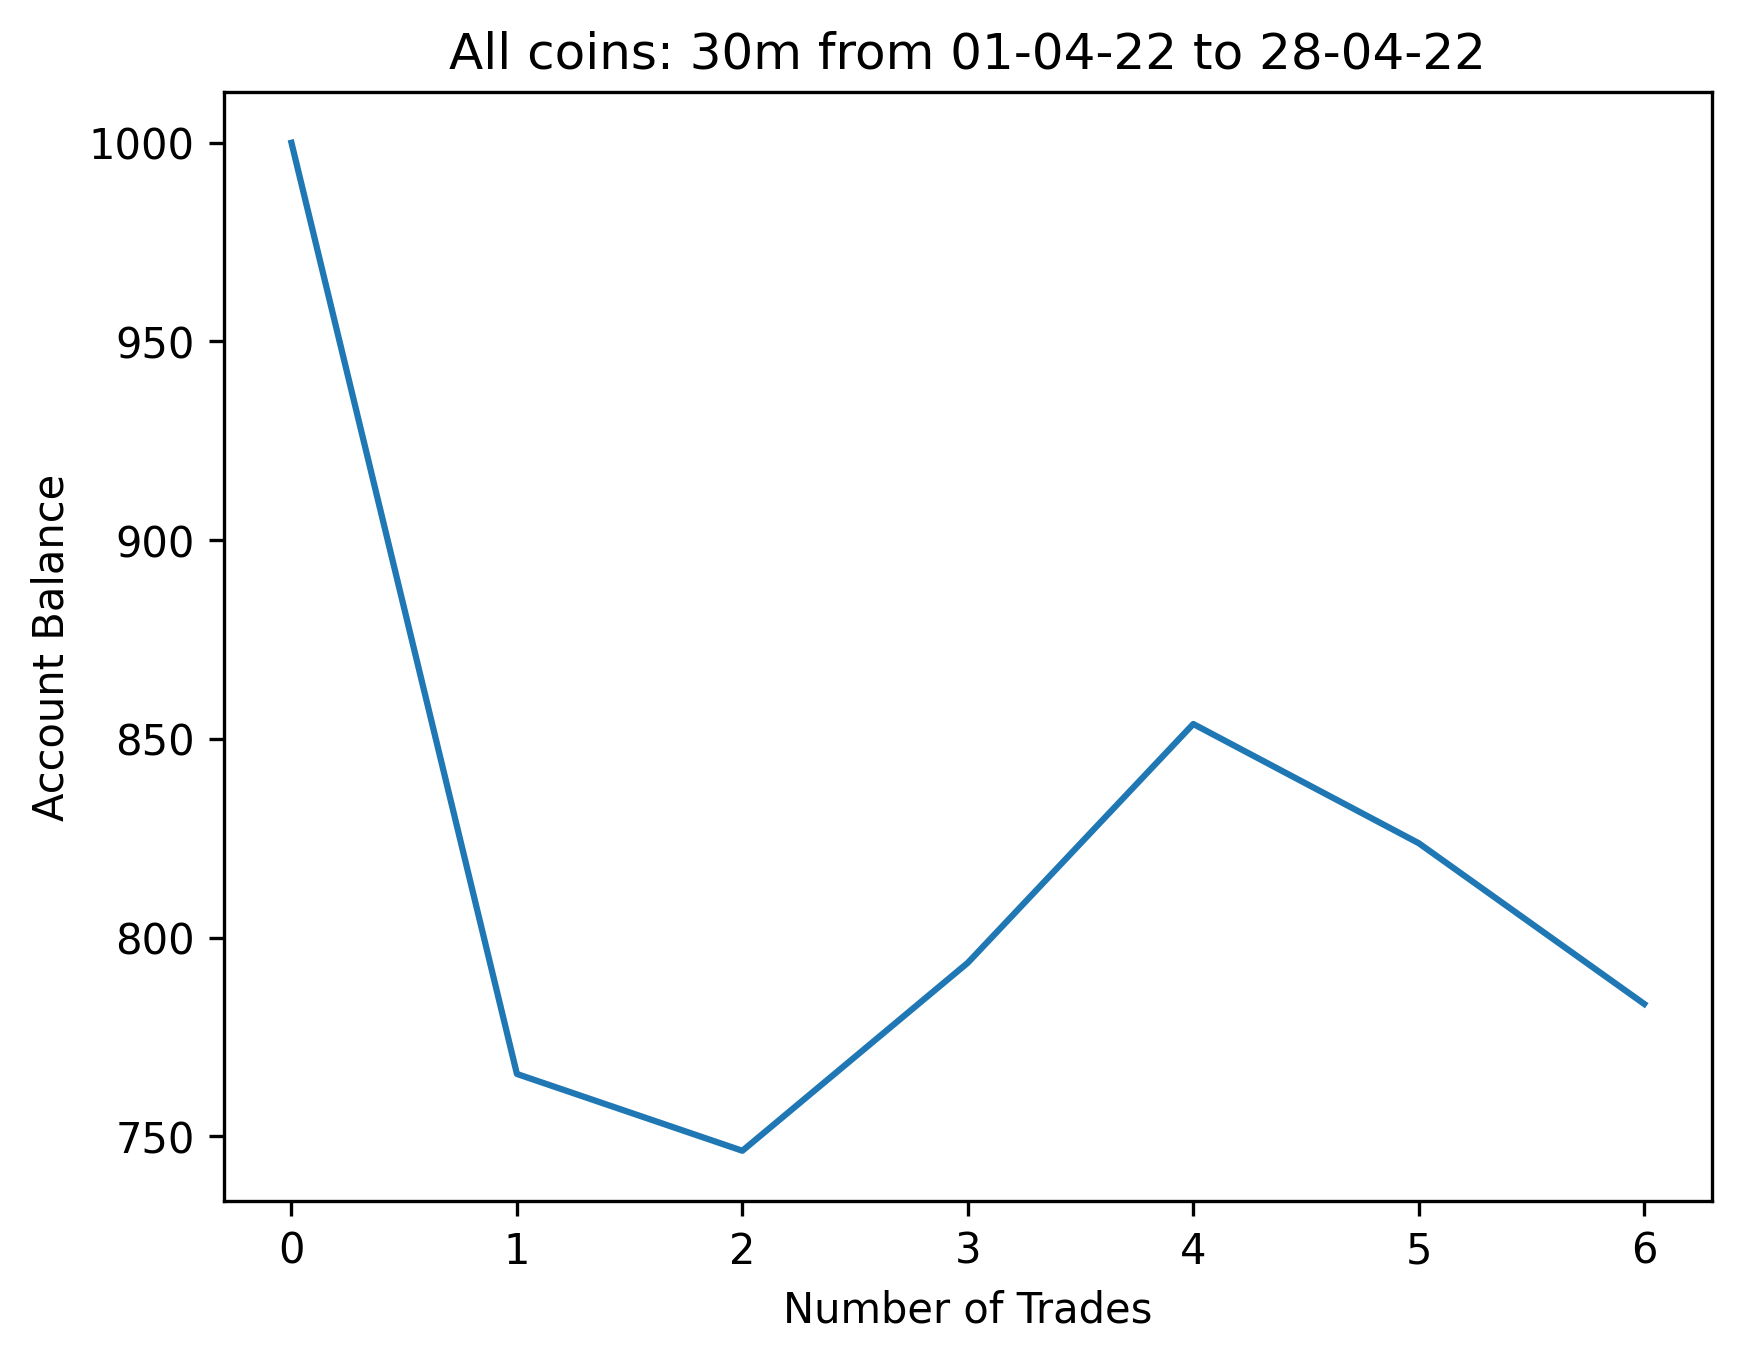 All coins: 30m from 01-04-22 to 28-04-22
1000
950
900
850
800
750
Account Balance
0 1 2 3 4 5 6
Number of Trades